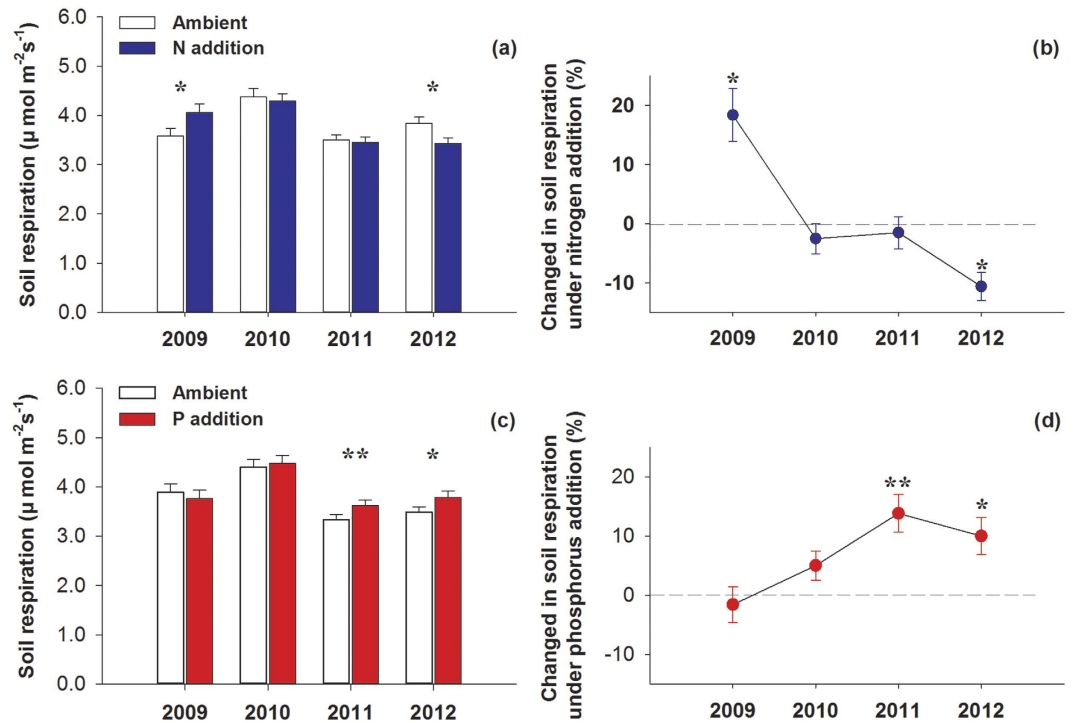 Ambient
N addition
(a)
Soil respiration (μ mol m⁻²s⁻¹)
6.0
5.0
4.0
3.0
2.0
1.0
0.0
*
*
2009 2010 2011 2012
(b)
Changed in soil respiration
under nitrogen addition (%)
20
10
0
-10
*
*
2009 2010 2011 2012
Ambient
P addition
(c)
Soil respiration (μ mol m⁻²s⁻¹)
6.0
5.0
4.0
3.0
2.0
1.0
0.0
**
*
2009 2010 2011 2012
(d)
Changed in soil respiration
under phosphorus addition (%)
20
10
0
-10
**
*
2009 2010 2011 2012